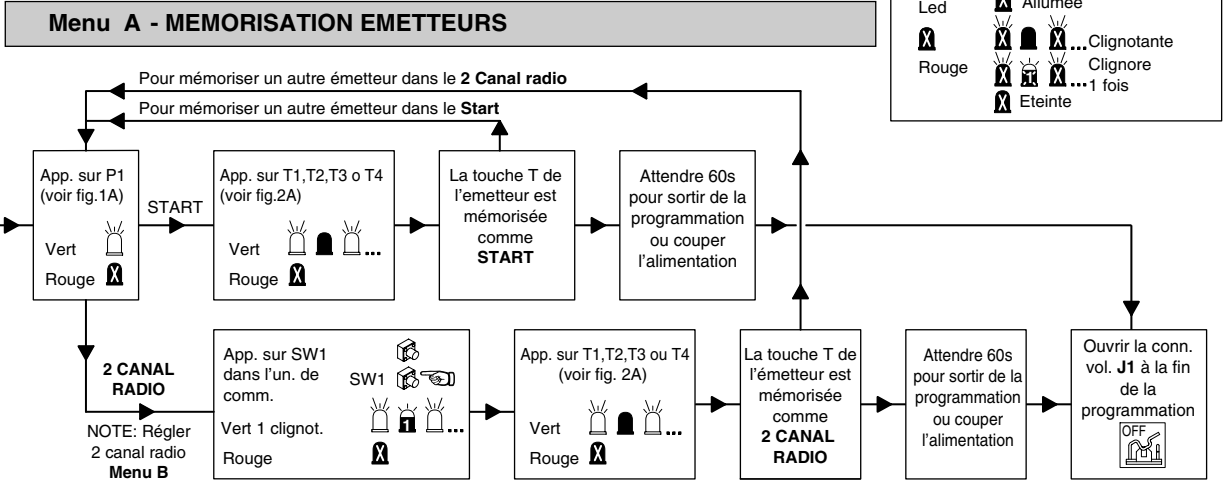 Menu A - MEMORISATION EMETTEURS
Led
Allumée
Clignotante
Rouge
Clignore
1 fois
Eteinte
Pour mémoriser un autre émetteur dans le 2 Canal radio
Pour mémoriser un autre émetteur dans le Start
App. sur P1
(voir fig.1A)
Vert
Rouge
START
App. sur T1,T2,T3 o T4
(voir fig.2A)
Vert
...
Rouge
La touche T de
l'emetteur est
mémorisée
comme
START
Attendre 60s
pour sortir de la
programmation
ou couper
l'alimentation
2 CANAL
RADIO
NOTE: Régler
2 canal radio
Menu B
App. sur SW1
dans l'un. de
comm.
SW1
Vert 1 clignot.
1
...
Rouge
App. sur T1,T2,T3 ou T4
(voir fig. 2A)
Vert
...
Rouge
La touche T de
l'émetteur est
mémorisée
comme
2 CANAL
RADIO
Attendre 60s
pour sortir de la
programmation
ou couper
l'alimentation
Ouvrir la conn.
vol. J1 à la fin
de la
programmation
OFF